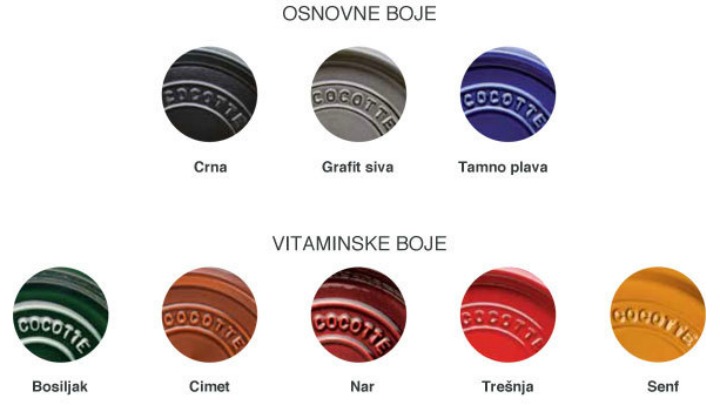 OSNOVNE BOJE
COCOTTE COCOTTE COCOTTE
Crna Grafit siva Tamno plava
VITAMINSKE BOJE
COCOTTE COCOTTE COCOTTE COCOTTE COCOTTE
Bosiljak Cimet Nar Trešnja Senf